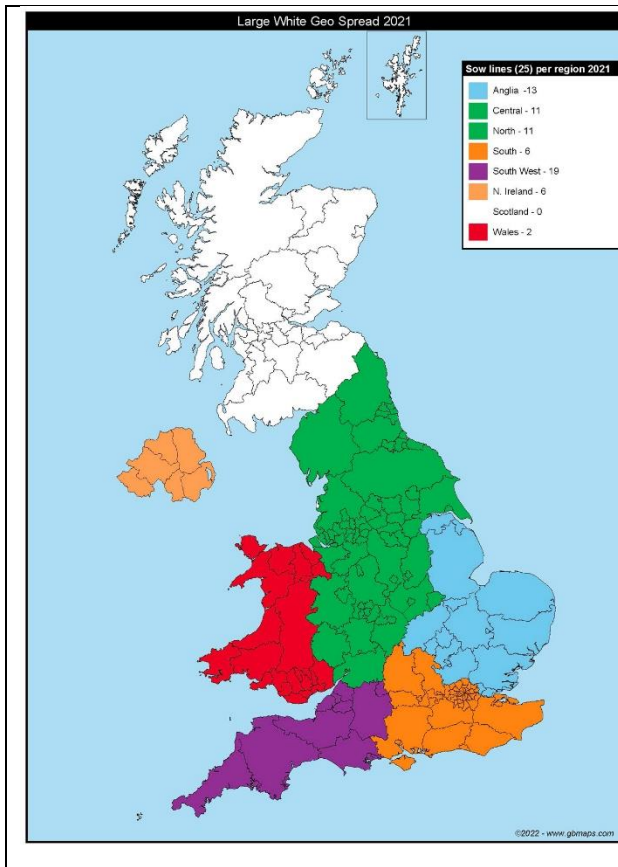 Large White Geo Spread 2021
Sow lines (25) per region 2021
Anglia -13
Central - 11
North - 11
South - 6
South West - 19
N. Ireland - 6
Scotland - 0
Wales - 2
©2022 - www.gbmaps.com